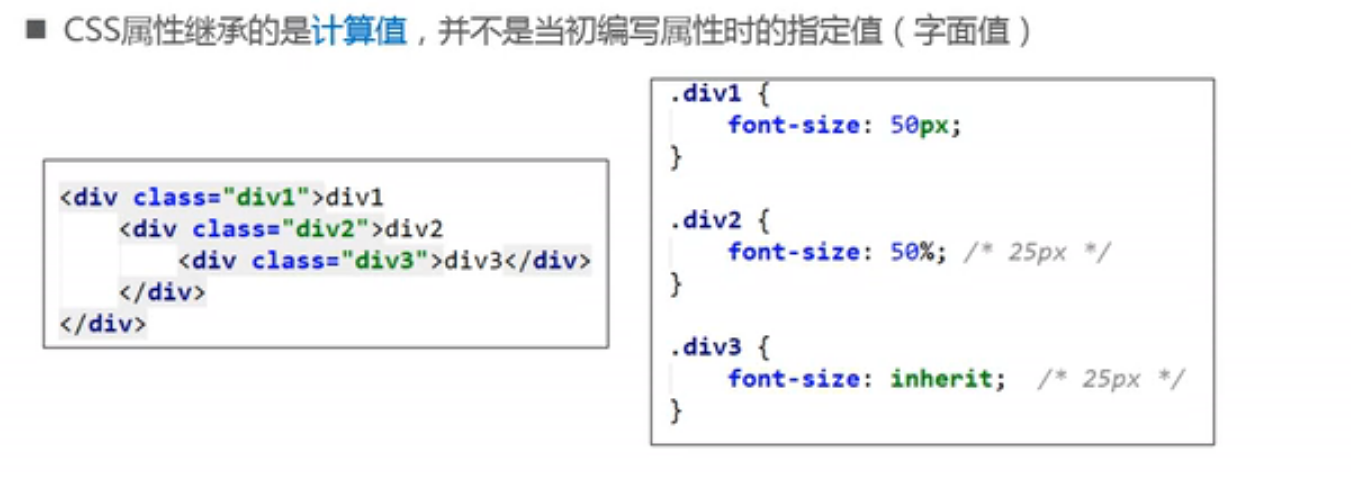 ■ CSS属性继承的是计算值，并不是当初编写属性时的指定值（字面值）
<div class="div1">div1
    <div class="div2">div2
        <div class="div3">div3</div>
    </div>
</div>
.div1 {
    font-size: 50px;
}
.div2 {
    font-size: 50%; /* 25px */
}
.div3 {
    font-size: inherit;  /* 25px */
}